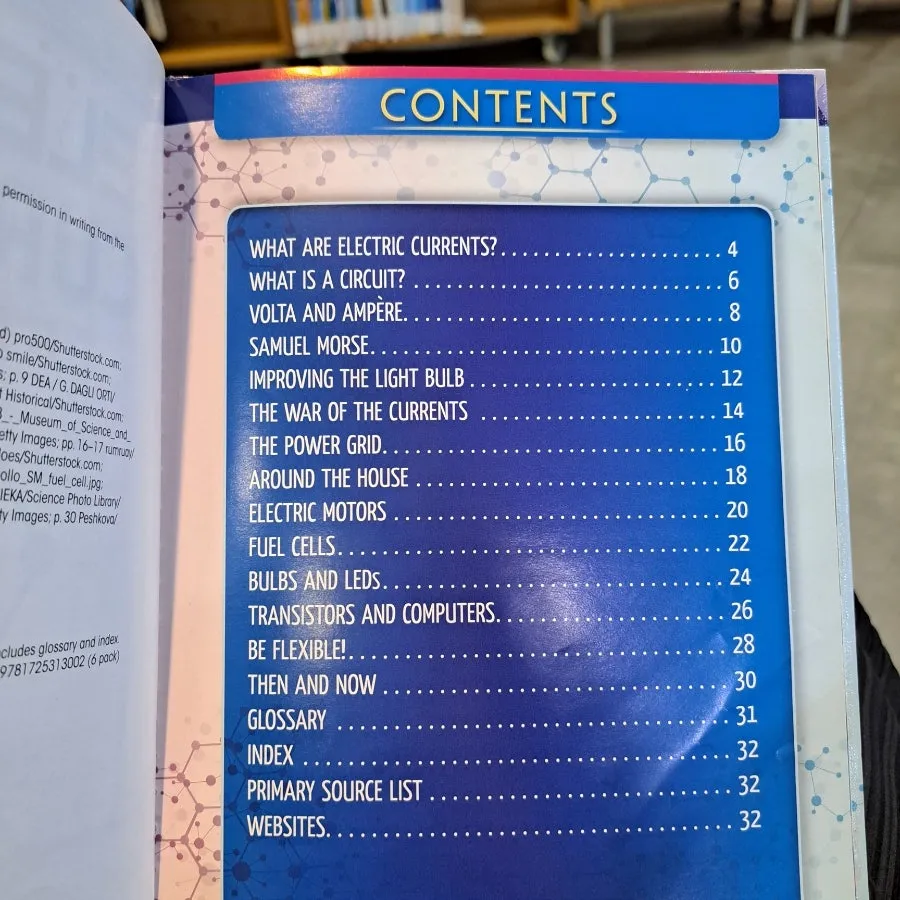 permission in writing from the
d) pro500/Shutterstock.com;
smile/Shutterstock.com;
; p. 9 DEA / G. DAGLI ORTI/
t Historical/Shutterstock.com;
_-_Museum_of_Science_and_
etty Images; pp. 16–17 rumruay/
loes/Shutterstock.com;
ollo_SM_fuel_cell.jpg;
IEKA/Science Photo Library/
ty Images; p. 30 Peshkova/
cludes glossary and index.
9781725313002 (6 pack)
CONTENTS
WHAT ARE ELECTRIC CURRENTS? 4
WHAT IS A CIRCUIT? 6
VOLTA AND AMPÈRE 8
SAMUEL MORSE 10
IMPROVING THE LIGHT BULB 12
THE WAR OF THE CURRENTS 14
THE POWER GRID 16
AROUND THE HOUSE 18
ELECTRIC MOTORS 20
FUEL CELLS 22
BULBS AND LEDs 24
TRANSISTORS AND COMPUTERS 26
BE FLEXIBLE! 28
THEN AND NOW 30
GLOSSARY 31
INDEX 32
PRIMARY SOURCE LIST 32
WEBSITES 32